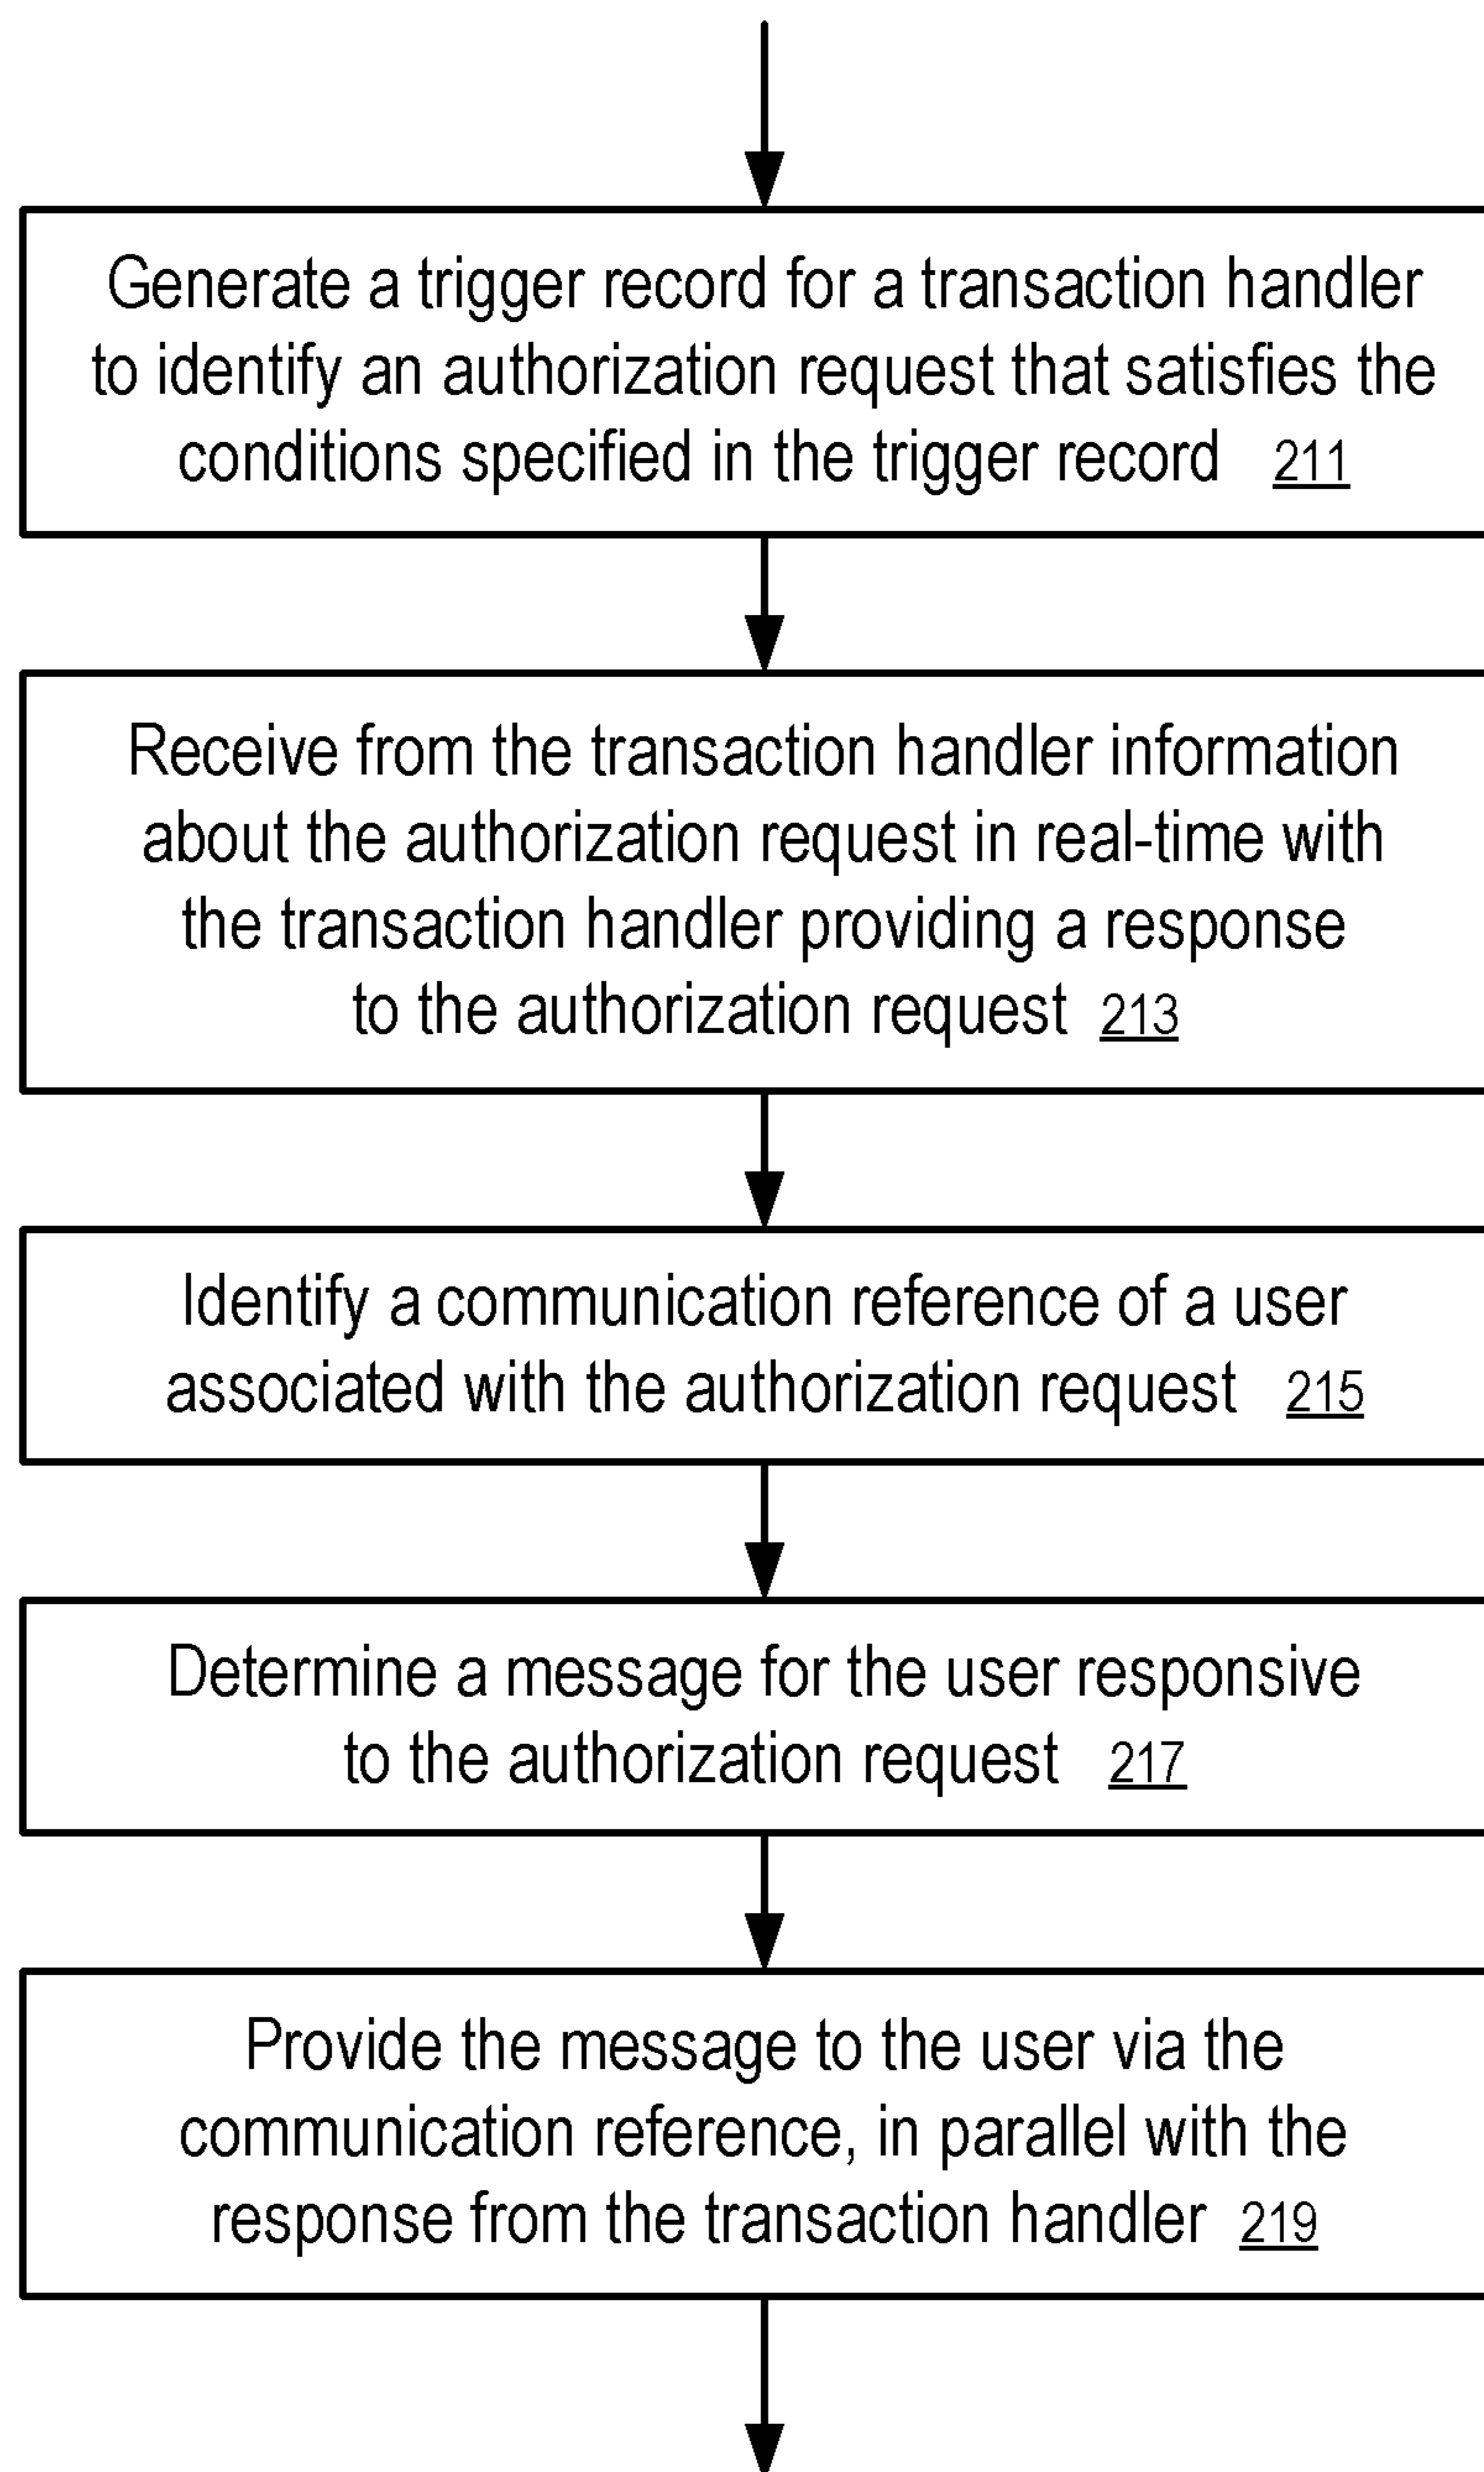 Generate a trigger record for a transaction handler
to identify an authorization request that satisfies the
conditions specified in the trigger record 211
Receive from the transaction handler information
about the authorization request in real-time with
the transaction handler providing a response
to the authorization request 213
Identify a communication reference of a user
associated with the authorization request 215
Determine a message for the user responsive
to the authorization request 217
Provide the message to the user via the
communication reference, in parallel with the
response from the transaction handler 219